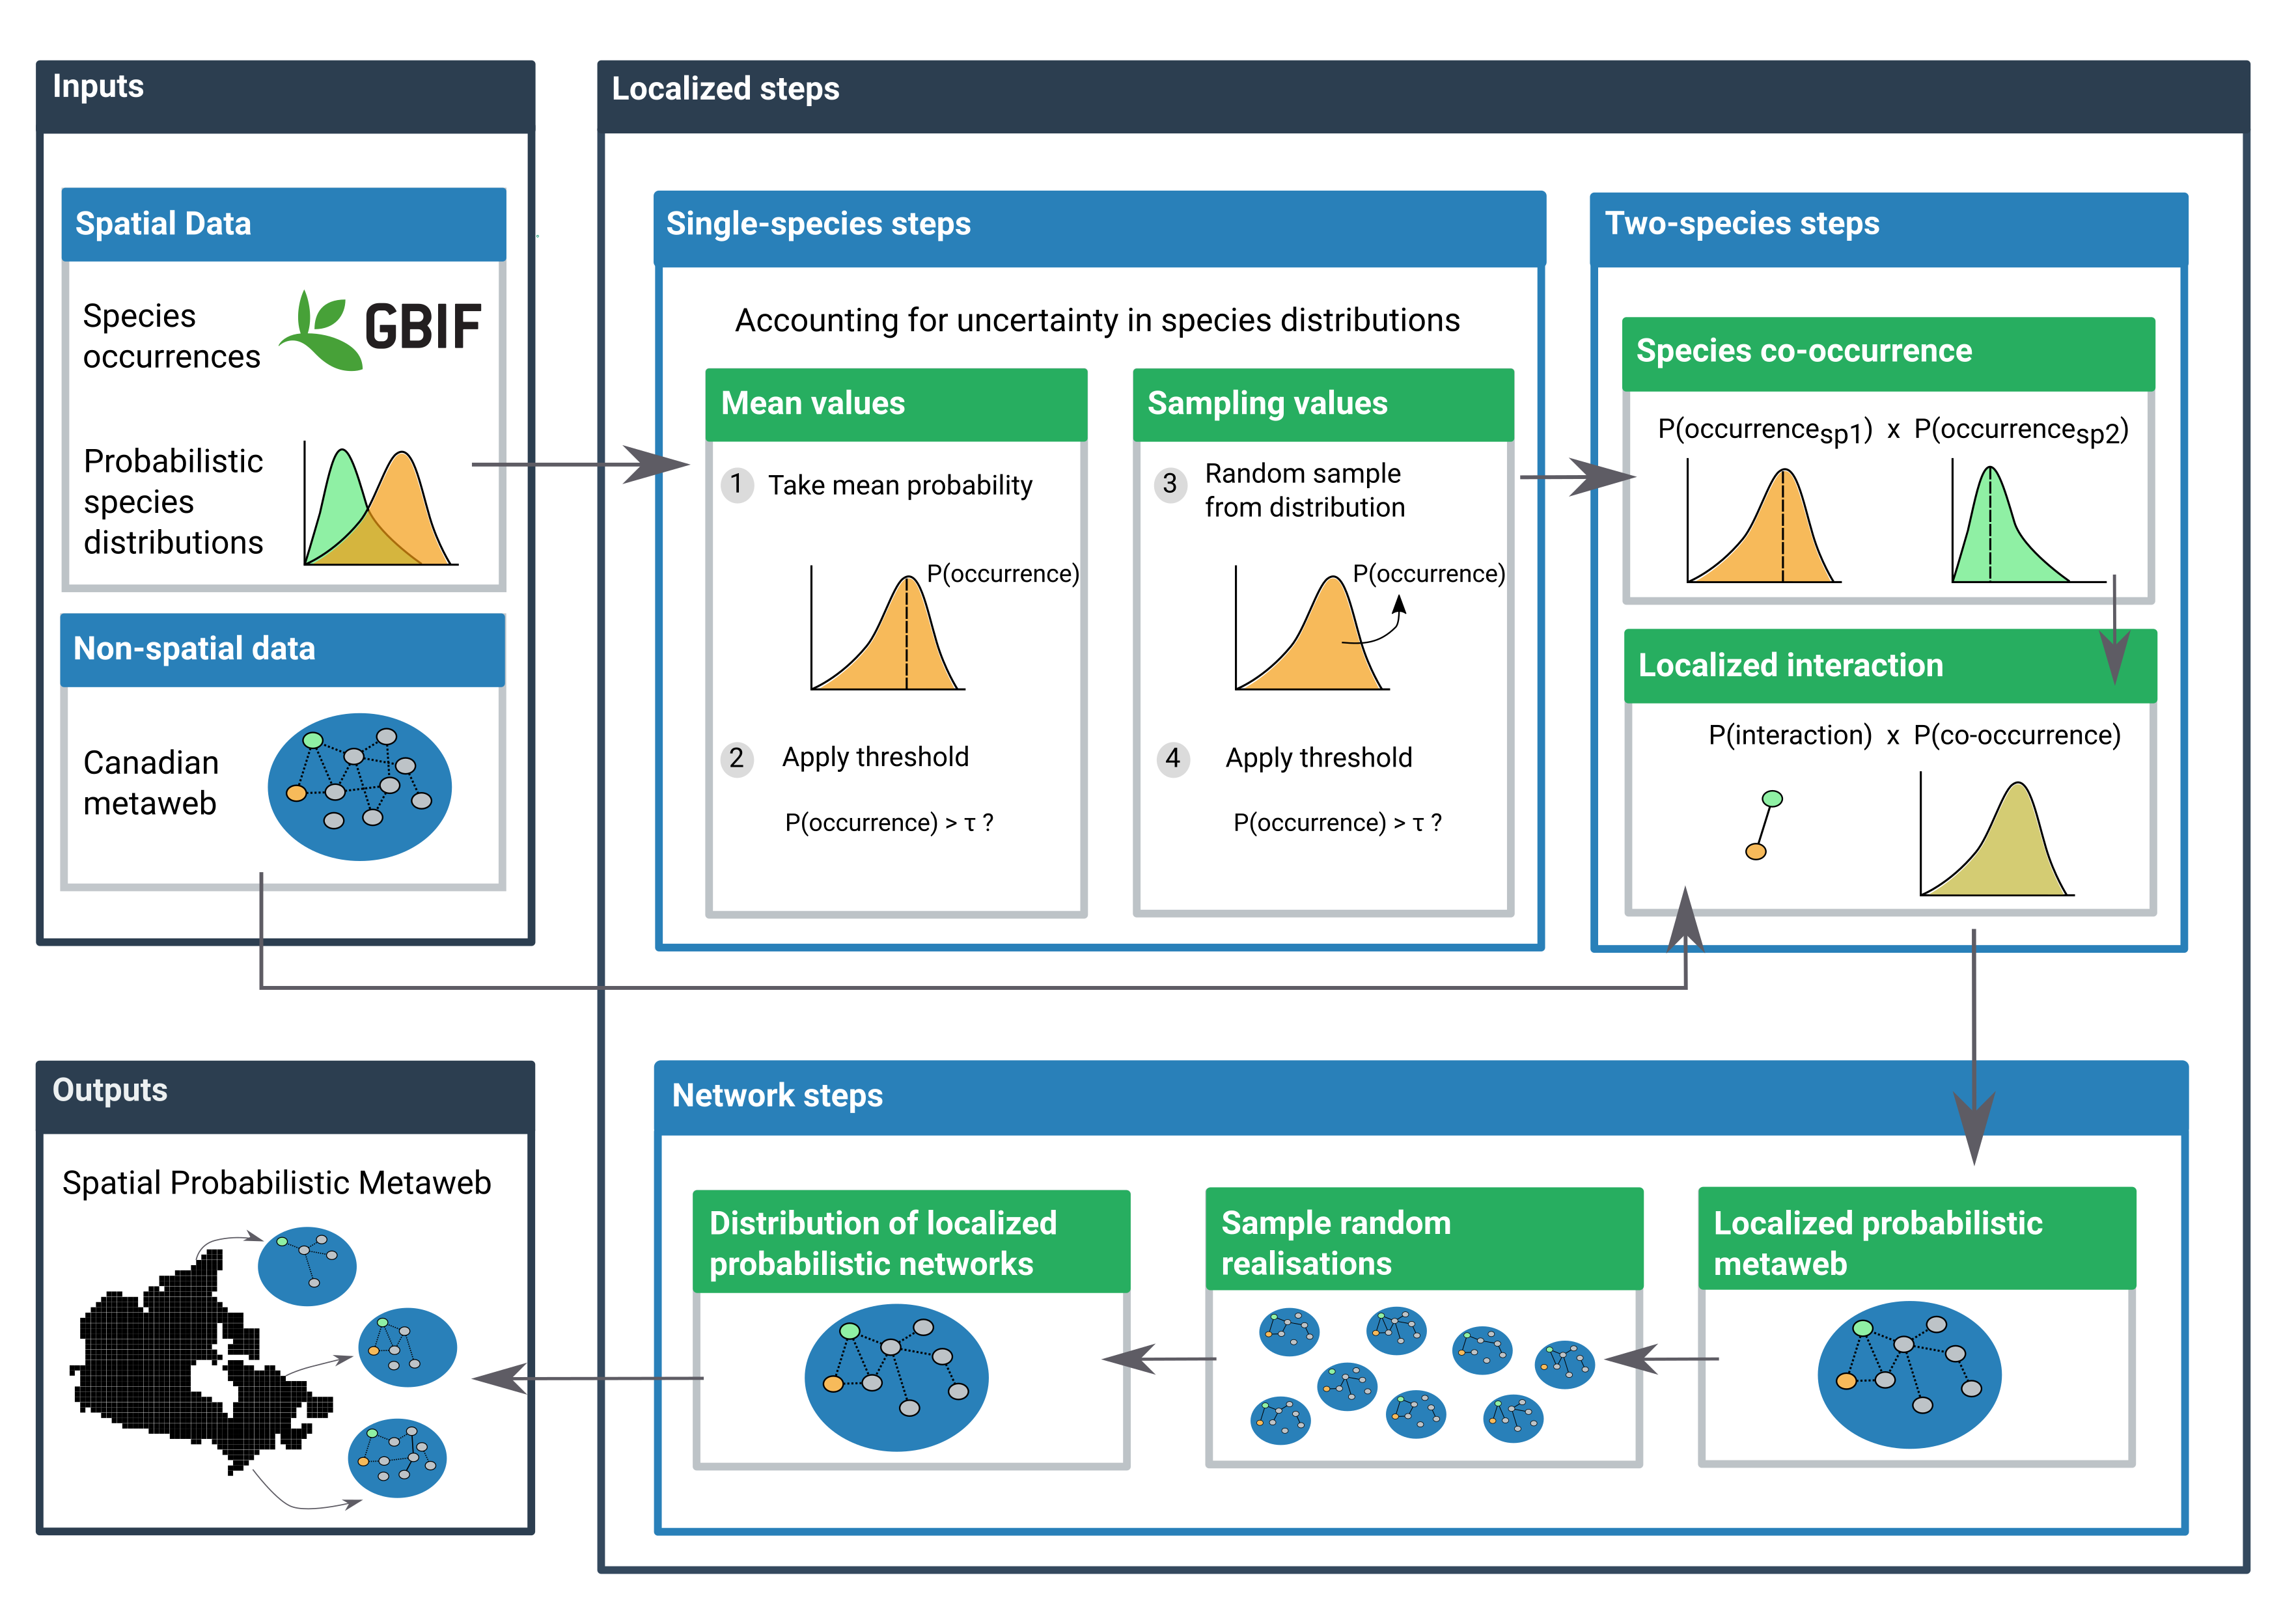 Inputs
Spatial Data
Species
occurrences
GBIF
Probabilistic
species
distributions
Non-spatial data
Canadian
metaweb
Localized steps
Single-species steps
Accounting for uncertainty in species distributions
Mean values
1 Take mean probability
P(occurrence)
2 Apply threshold
P(occurrence) > τ ?
Sampling values
3 Random sample
from distribution
P(occurrence)
4 Apply threshold
P(occurrence) > τ ?
Two-species steps
Species co-occurrence
P(occurrencesp1) x P(occurrencesp2)
Localized interaction
P(interaction) x P(co-occurrence)
Network steps
Localized probabilistic
metaweb
Sample random
realisations
Distribution of localized
probabilistic networks
Outputs
Spatial Probabilistic Metaweb